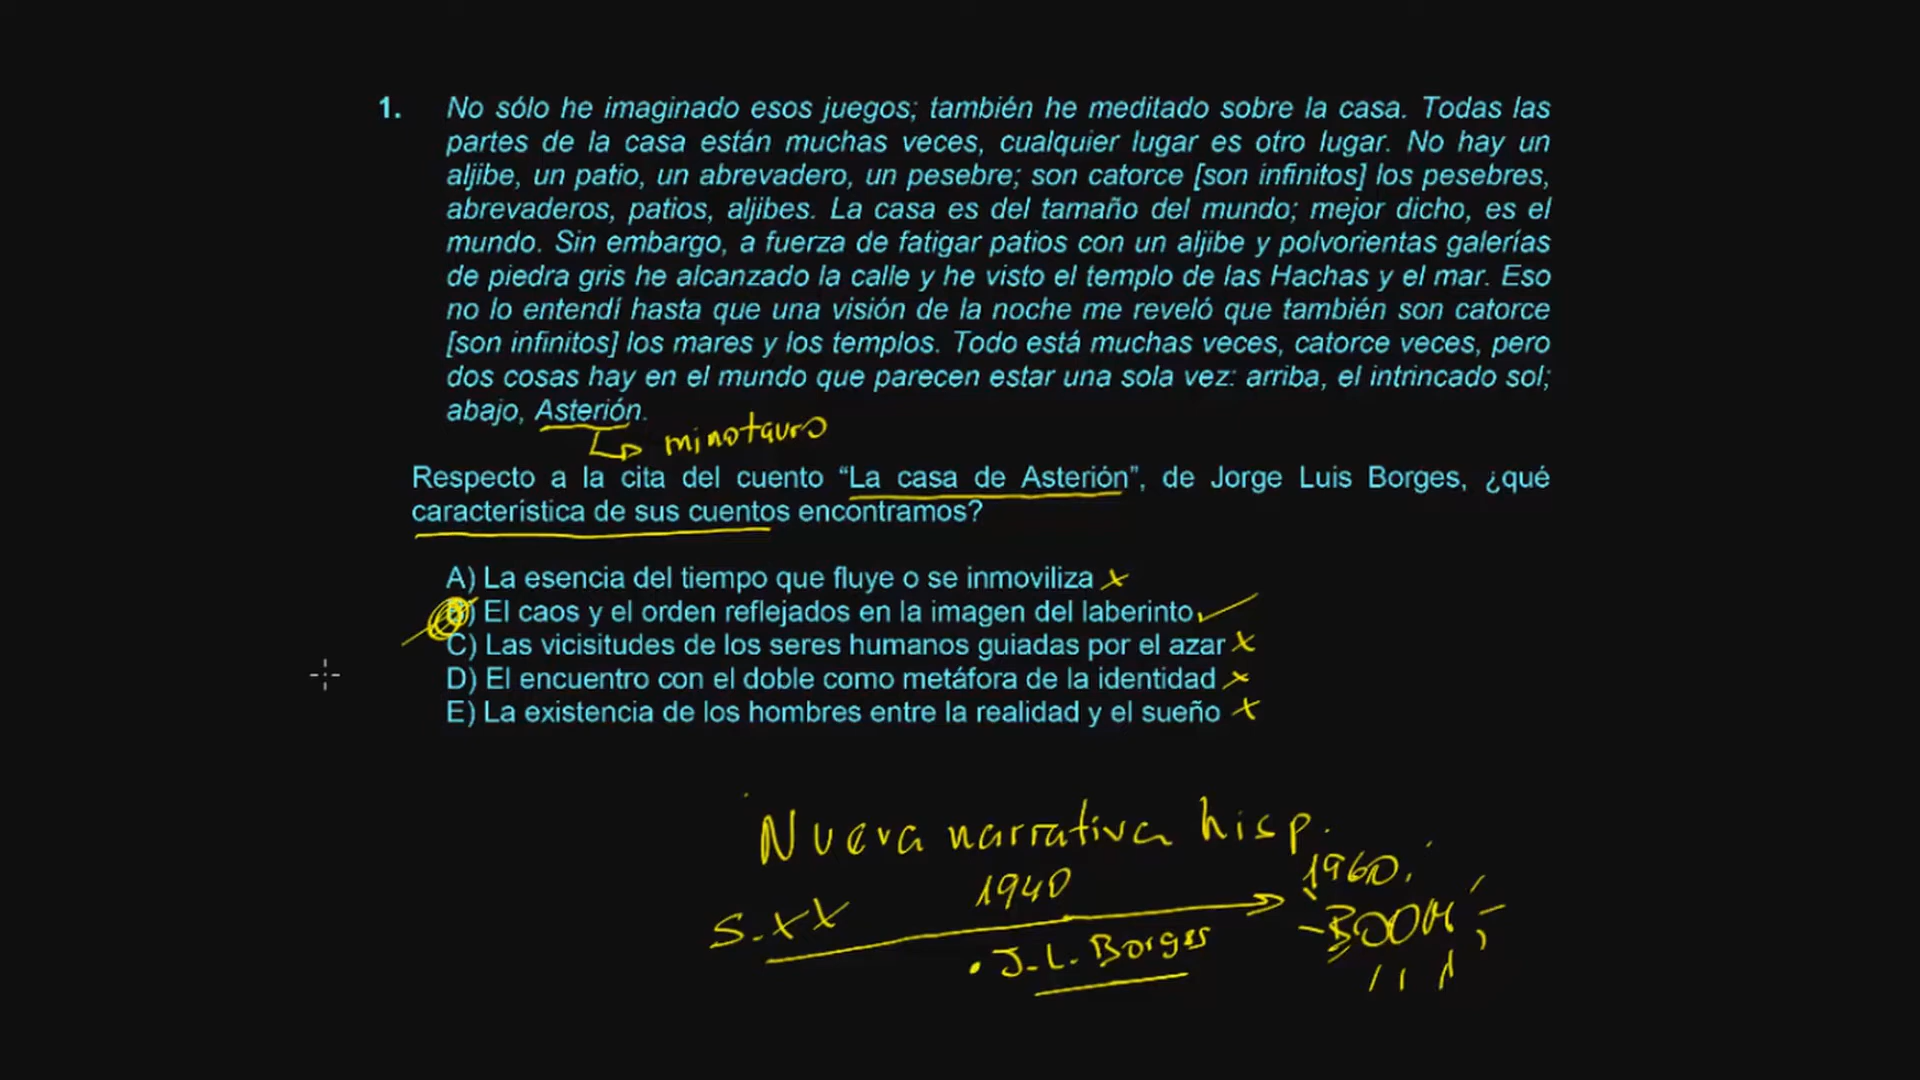 1. No sólo he imaginado esos juegos; también he meditado sobre la casa. Todas las
partes de la casa están muchas veces, cualquier lugar es otro lugar. No hay un
aljibe, un patio, un abrevadero, un pesebre; son catorce [son infinitos] los pesebres,
abrevaderos, patios, aljibes. La casa es del tamaño del mundo; mejor dicho, es el
mundo. Sin embargo, a fuerza de fatigar patios con un aljibe y polvorientas galerías
de piedra gris he alcanzado la calle y he visto el templo de las Hachas y el mar. Eso
no lo entendí hasta que una visión de la noche me reveló que también son catorce
[son infinitos] los mares y los templos. Todo está muchas veces, catorce veces, pero
dos cosas hay en el mundo que parecen estar una sola vez: arriba, el intrincado sol;
abajo, Asterión.
minotauro
Respecto a la cita del cuento “La casa de Asterión”, de Jorge Luis Borges, ¿qué
característica de sus cuentos encontramos?
A) La esencia del tiempo que fluye o se inmoviliza x
B) El caos y el orden reflejados en la imagen del laberinto ✓
C) Las vicisitudes de los seres humanos guiadas por el azar x
D) El encuentro con el doble como metáfora de la identidad x
E) La existencia de los hombres entre la realidad y el sueño x
Nueva narrativa hisp.
1940 1960.
S. XX BOOM
• J.L. Borges